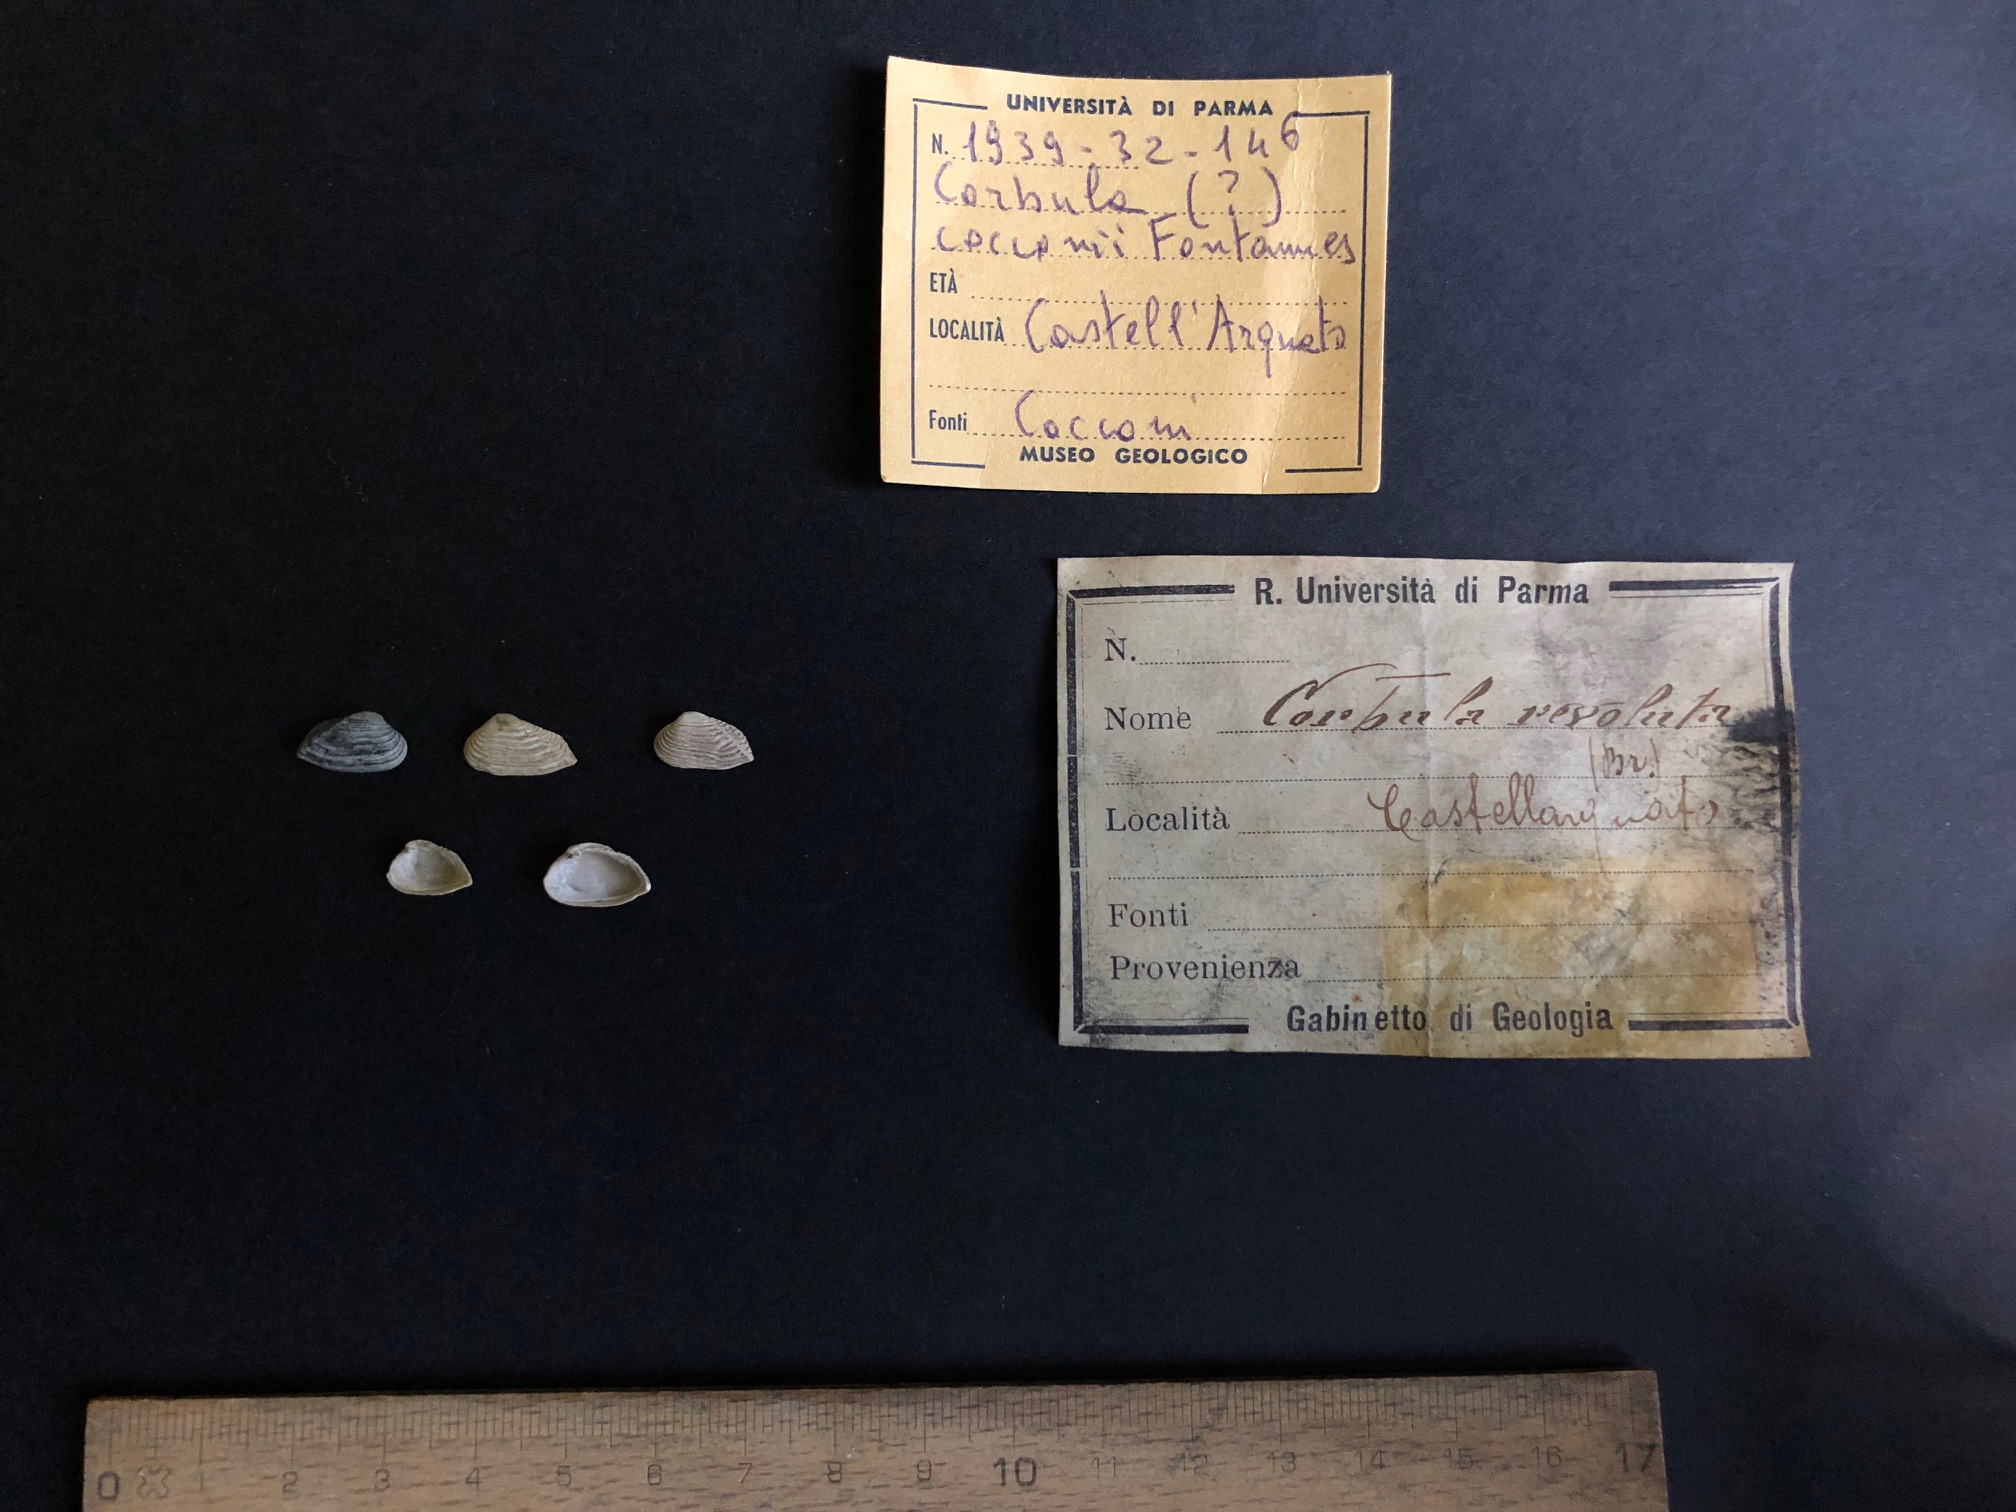 UNIVERSITÀ DI PARMA
N. 1939-32-146
Corbula (?)
cocconii Fontannes
ETÀ
LOCALITÀ Castell'Arquato
Fonti Cocconi
MUSEO GEOLOGICO
R. Università di Parma
N.
Nome Corbula revoluta
(Br.)
Località Castellarquato
Fonti
Provenienza
Gabinetto di Geologia
0 1 2 3 4 5 6 7 8 9 10 11 12 13 14 15 16 17